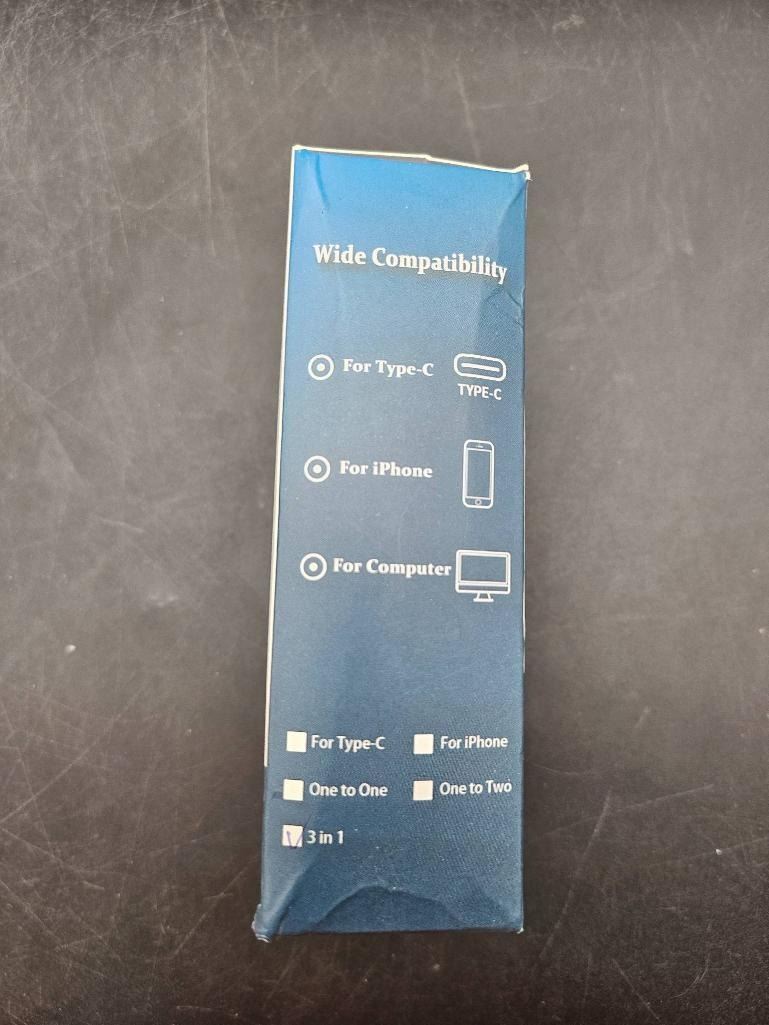 Wide Compatibility
For Type-C
TYPE-C
For iPhone
For Computer
For Type-C For iPhone
One to One One to Two
3 in 1